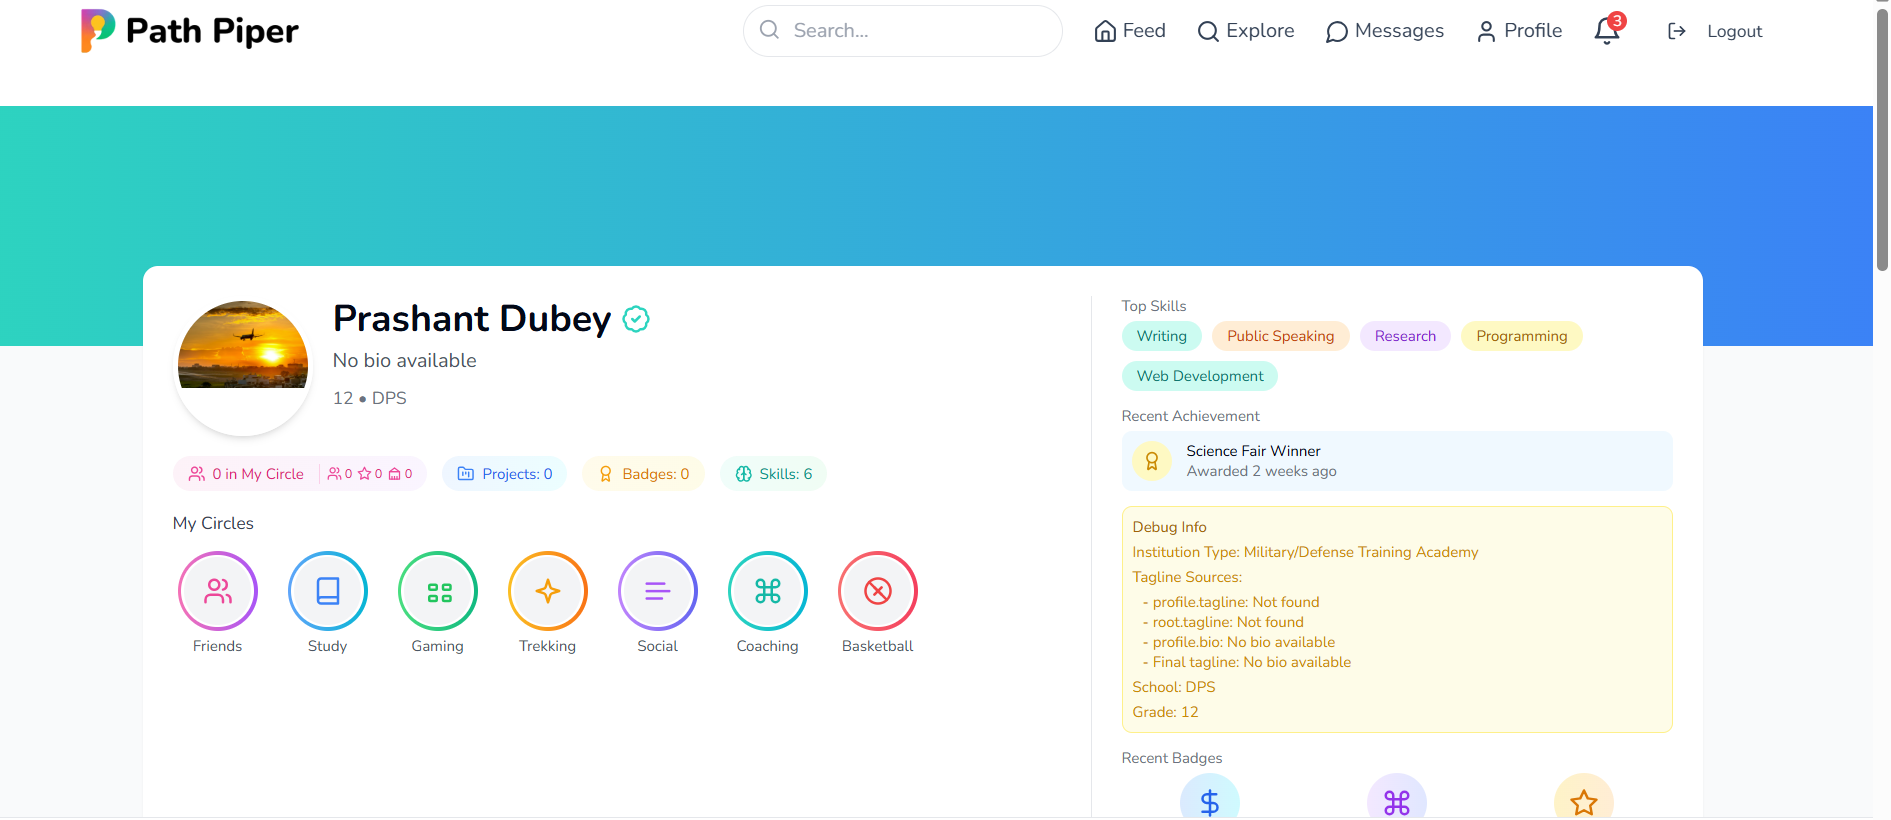 Path Piper
Search...
Feed
Explore
Messages
Profile
3
Logout
Prashant Dubey
No bio available
12 • DPS
0 in My Circle
0 0 0
Projects: 0
Badges: 0
Skills: 6
My Circles
Friends
Study
Gaming
Trekking
Social
Coaching
Basketball
Top Skills
Writing
Public Speaking
Research
Programming
Web Development
Recent Achievement
Science Fair Winner
Awarded 2 weeks ago
Debug Info
Institution Type: Military/Defense Training Academy
Tagline Sources:
- profile.tagline: Not found
- root.tagline: Not found
- profile.bio: No bio available
- Final tagline: No bio available
School: DPS
Grade: 12
Recent Badges